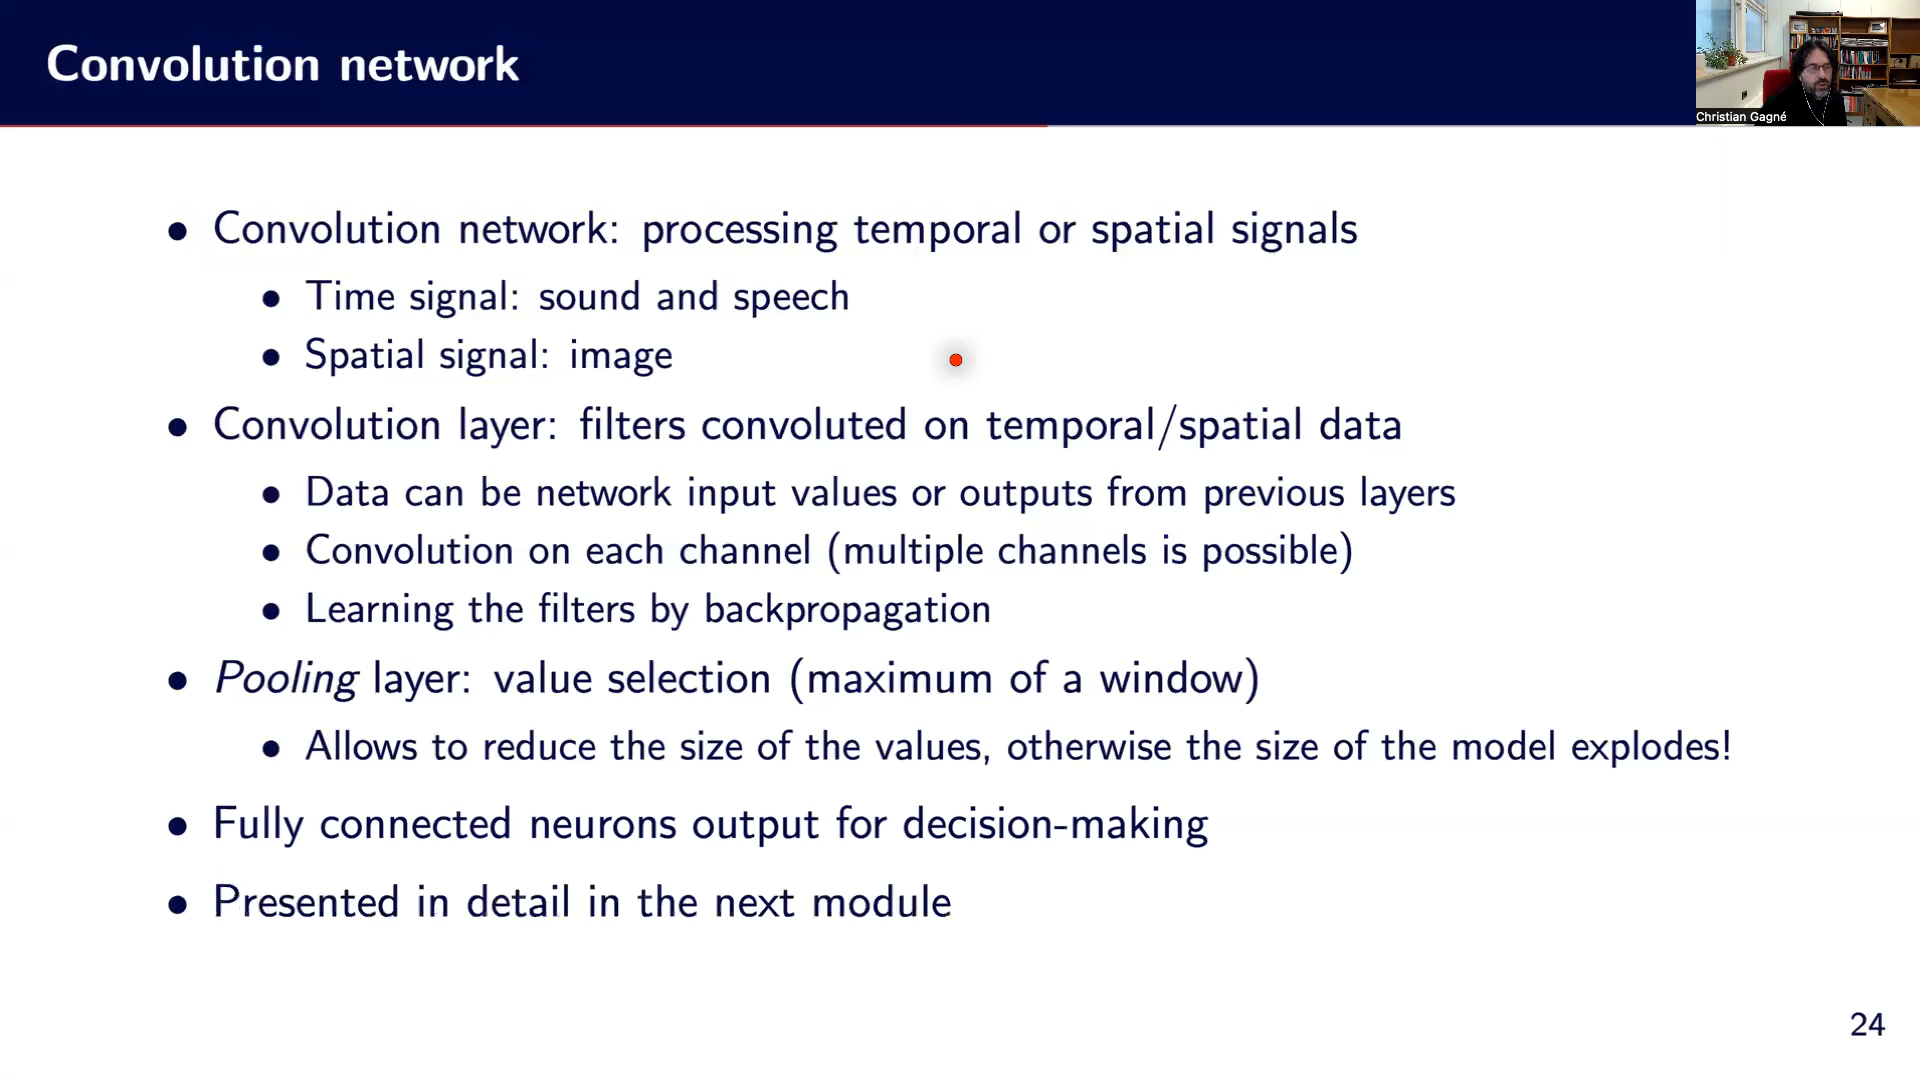 Convolution network
Christian Gagné
• Convolution network: processing temporal or spatial signals
• Time signal: sound and speech
• Spatial signal: image
• Convolution layer: filters convoluted on temporal/spatial data
• Data can be network input values or outputs from previous layers
• Convolution on each channel (multiple channels is possible)
• Learning the filters by backpropagation
• Pooling layer: value selection (maximum of a window)
• Allows to reduce the size of the values, otherwise the size of the model explodes!
• Fully connected neurons output for decision-making
• Presented in detail in the next module
24